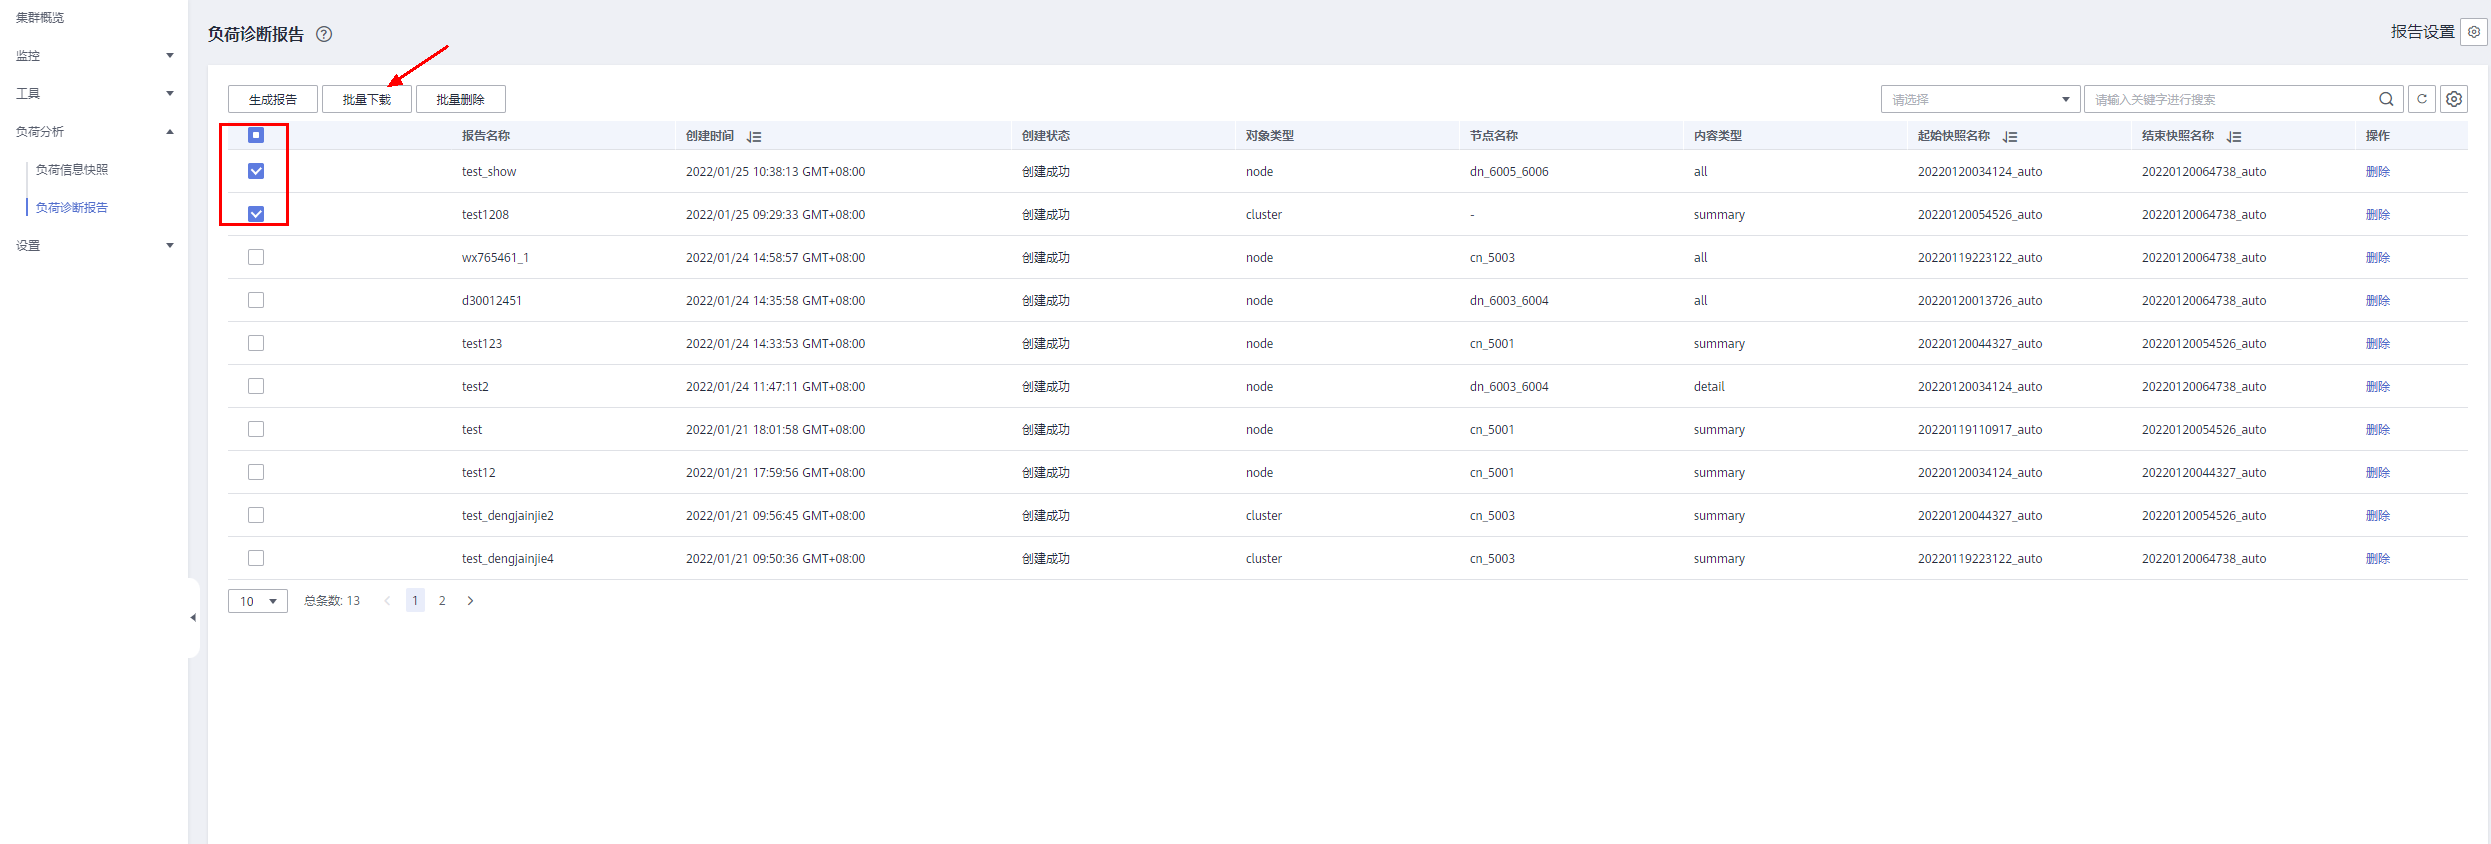 集群概览
监控
工具
负荷分析
负荷信息快照
负荷诊断报告
设置
负荷诊断报告 ?
报告设置
生成报告 批量下载 批量删除 请选择 请输入关键字进行搜索
报告名称 创建时间 创建状态 对象类型 节点名称 内容类型 起始快照名称 结束快照名称 操作
test_show 2022/01/25 10:38:13 GMT+08:00 创建成功 node dn_6005_6006 all 20220120034124_auto 20220120064738_auto 删除
test1208 2022/01/25 09:29:33 GMT+08:00 创建成功 cluster - summary 20220120054526_auto 20220120064738_auto 删除
wx765461_1 2022/01/24 14:58:57 GMT+08:00 创建成功 node cn_5003 all 20220119223122_auto 20220120064738_auto 删除
d30012451 2022/01/24 14:35:58 GMT+08:00 创建成功 node dn_6003_6004 all 20220120013726_auto 20220120064738_auto 删除
test123 2022/01/24 14:33:53 GMT+08:00 创建成功 node cn_5001 summary 20220120044327_auto 20220120054526_auto 删除
test2 2022/01/24 11:47:11 GMT+08:00 创建成功 node dn_6003_6004 detail 20220120034124_auto 20220120064738_auto 删除
test 2022/01/21 18:01:58 GMT+08:00 创建成功 node cn_5001 summary 20220119110917_auto 20220120054526_auto 删除
test12 2022/01/21 17:59:56 GMT+08:00 创建成功 node cn_5001 summary 20220120034124_auto 20220120044327_auto 删除
test_dengjainjie2 2022/01/21 09:56:45 GMT+08:00 创建成功 cluster cn_5003 summary 20220120044327_auto 20220120054526_auto 删除
test_dengjainjie4 2022/01/21 09:50:36 GMT+08:00 创建成功 cluster cn_5003 summary 20220119223122_auto 20220120064738_auto 删除
10 总条数: 13 < 1 2 >